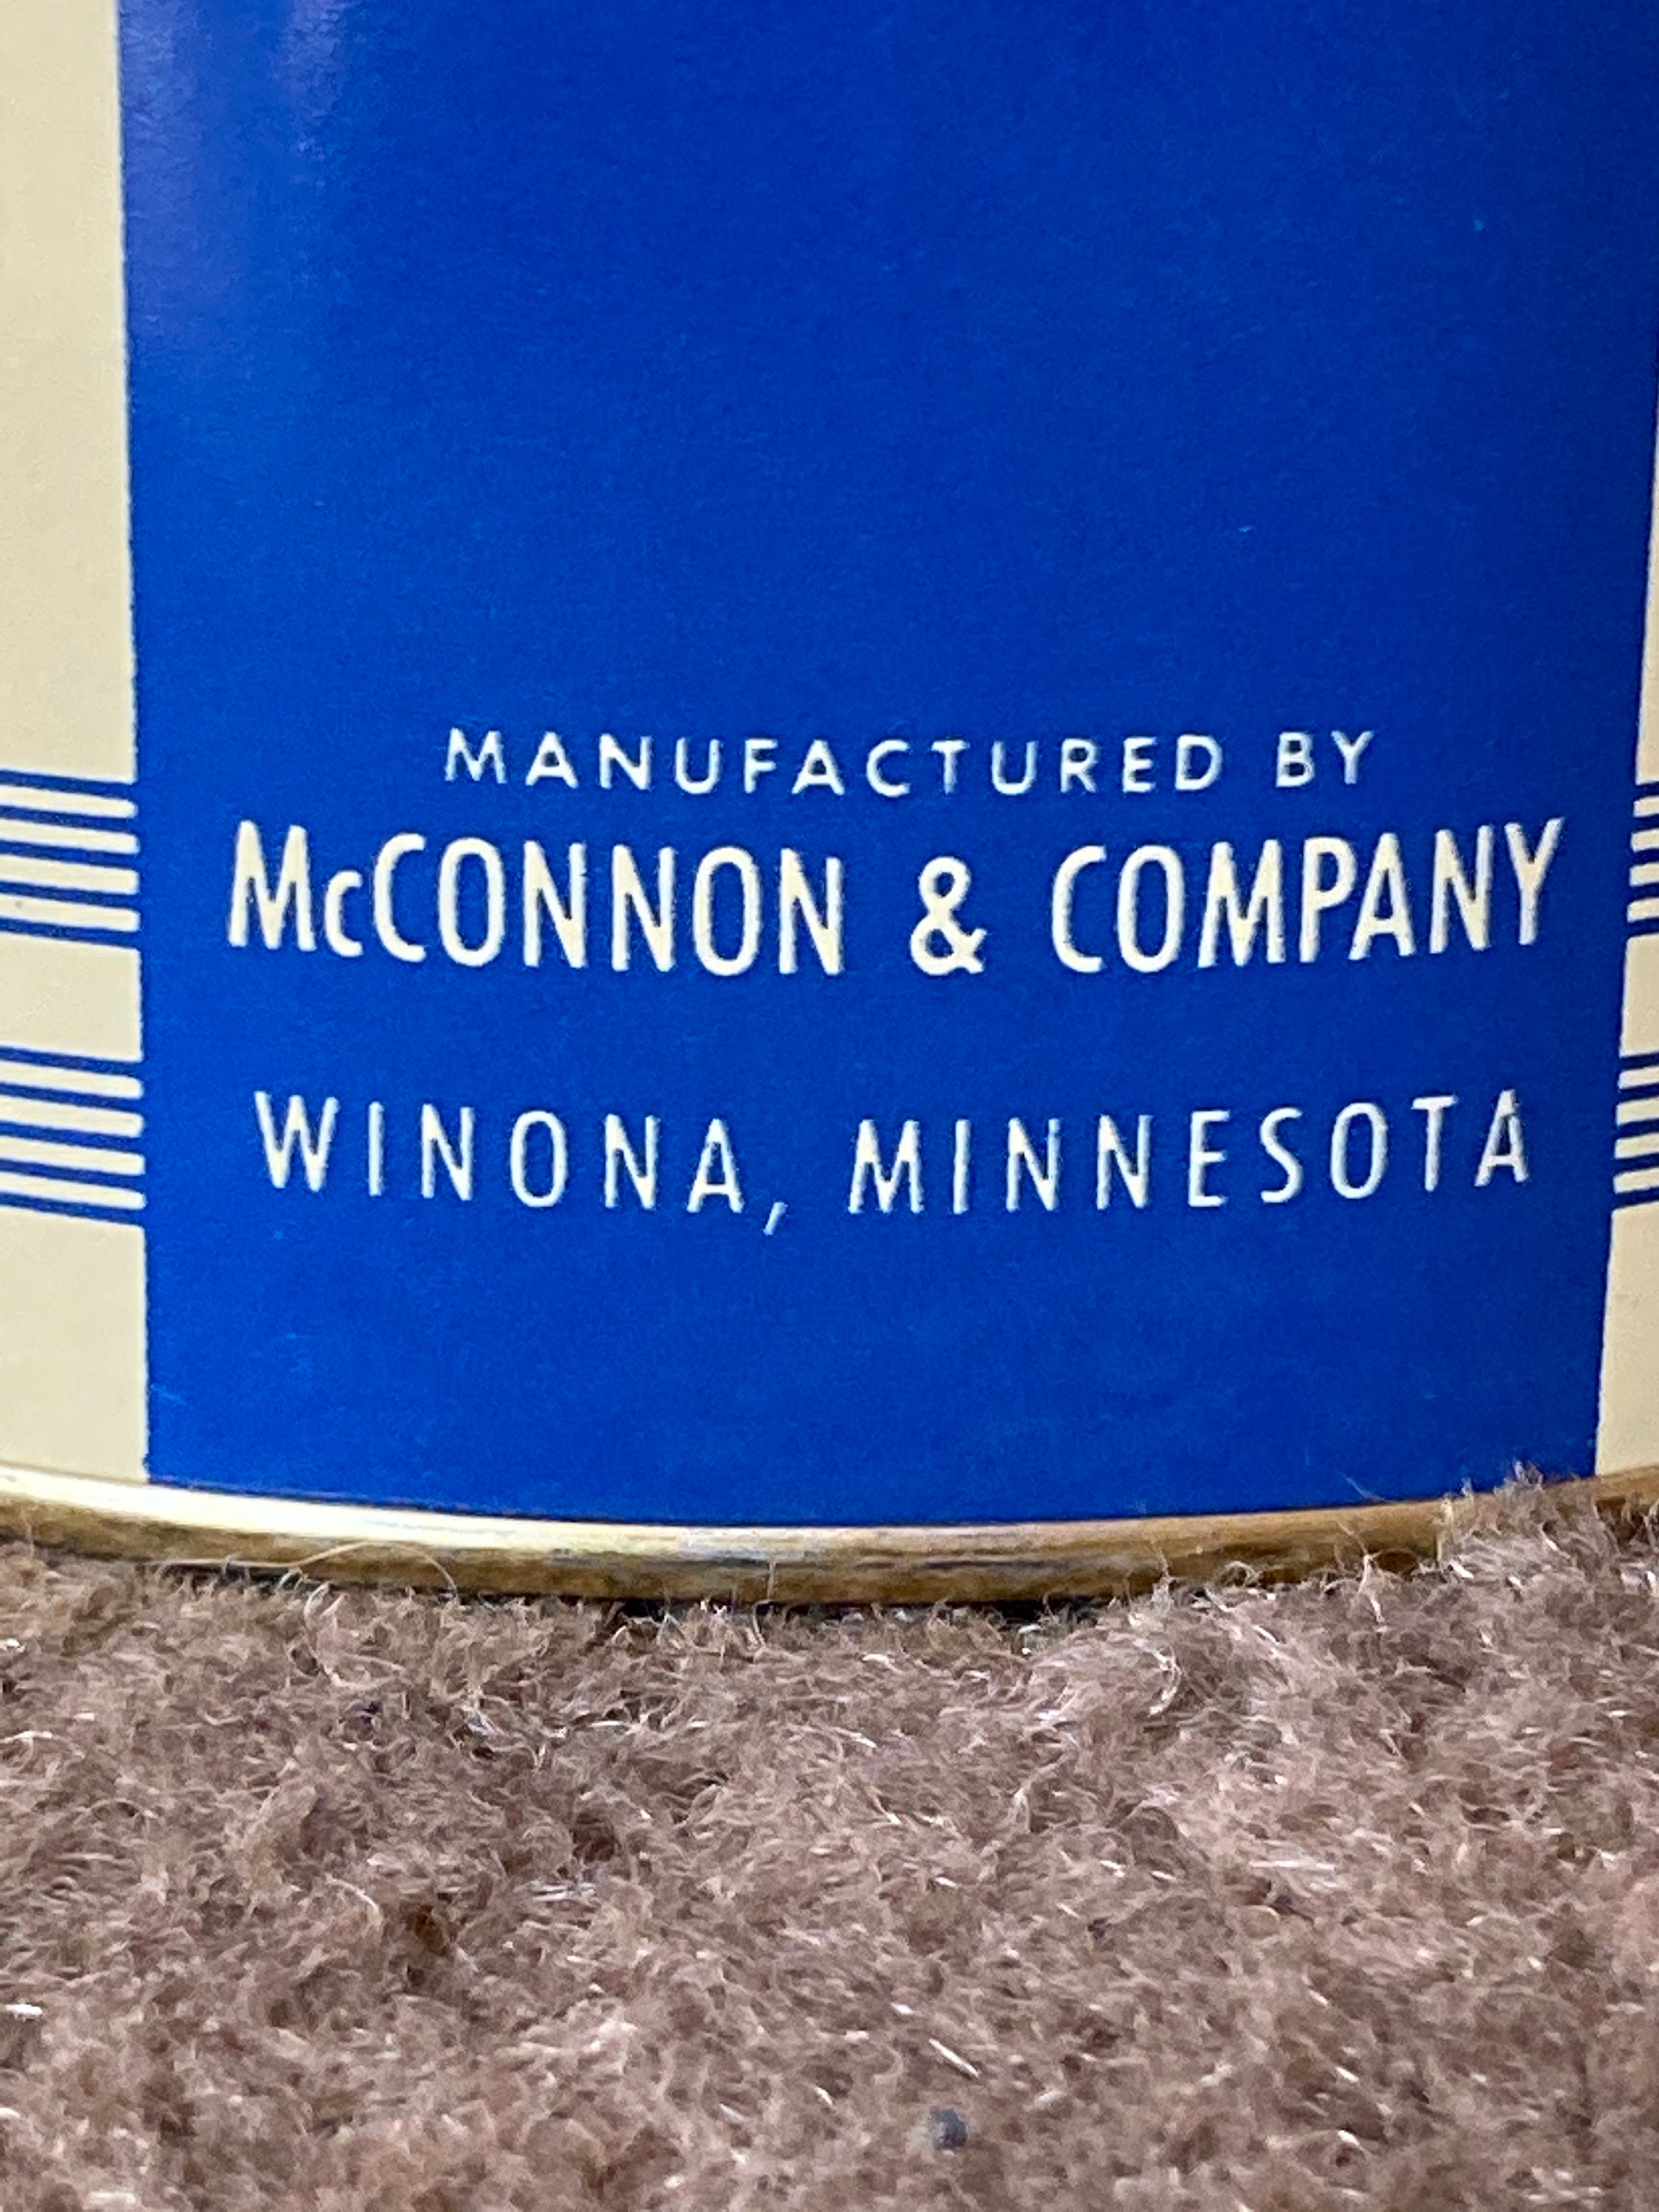 MANUFACTURED BY
McCONNON & COMPANY
WINONA, MINNESOTA